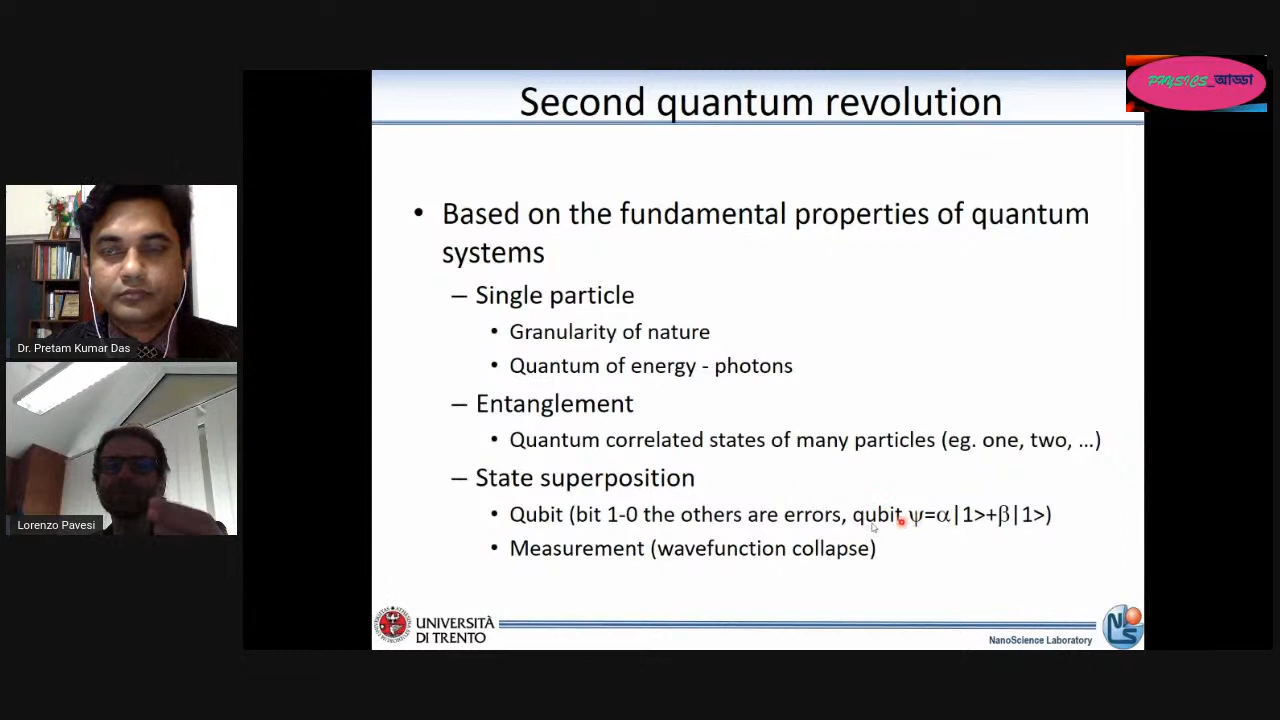 PHYSICS_আড্ডা
Second quantum revolution
• Based on the fundamental properties of quantum
systems
– Single particle
• Granularity of nature
• Quantum of energy - photons
– Entanglement
• Quantum correlated states of many particles (eg. one, two, …)
– State superposition
• Qubit (bit 1-0 the others are errors, qubit ψ=α|1>+β|1>)
• Measurement (wavefunction collapse)
Dr. Pretam Kumar Das
Lorenzo Pavesi
UNIVERSITÀ
DI TRENTO
NanoScience Laboratory